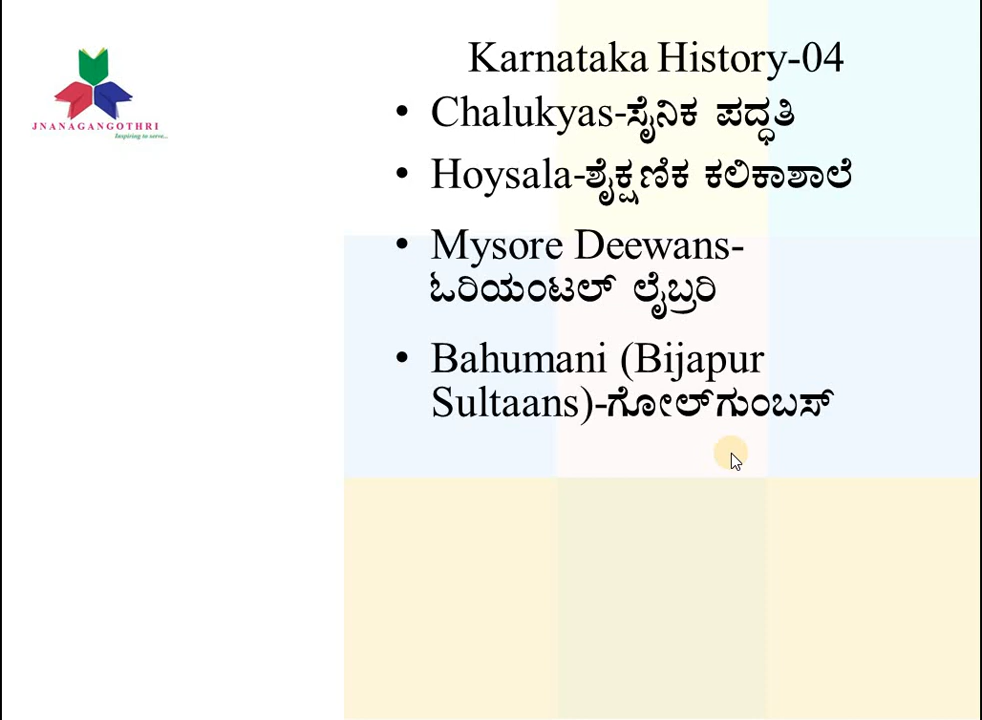 JNANAGANGOTHRI
Inspiring to serve...
Karnataka History-04
• Chalukyas-ಸೈನಿಕ ಪದ್ಧತಿ
• Hoysala-ಶೈಕ್ಷಣಿಕ ಕಲಿಕಾಶಾಲೆ
• Mysore Deewans-
ಓರಿಯಂಟಲ್ ಲೈಬ್ರರಿ
• Bahumani (Bijapur
Sultaans)-ಗೋಲ್‌ಗುಂಬಸ್